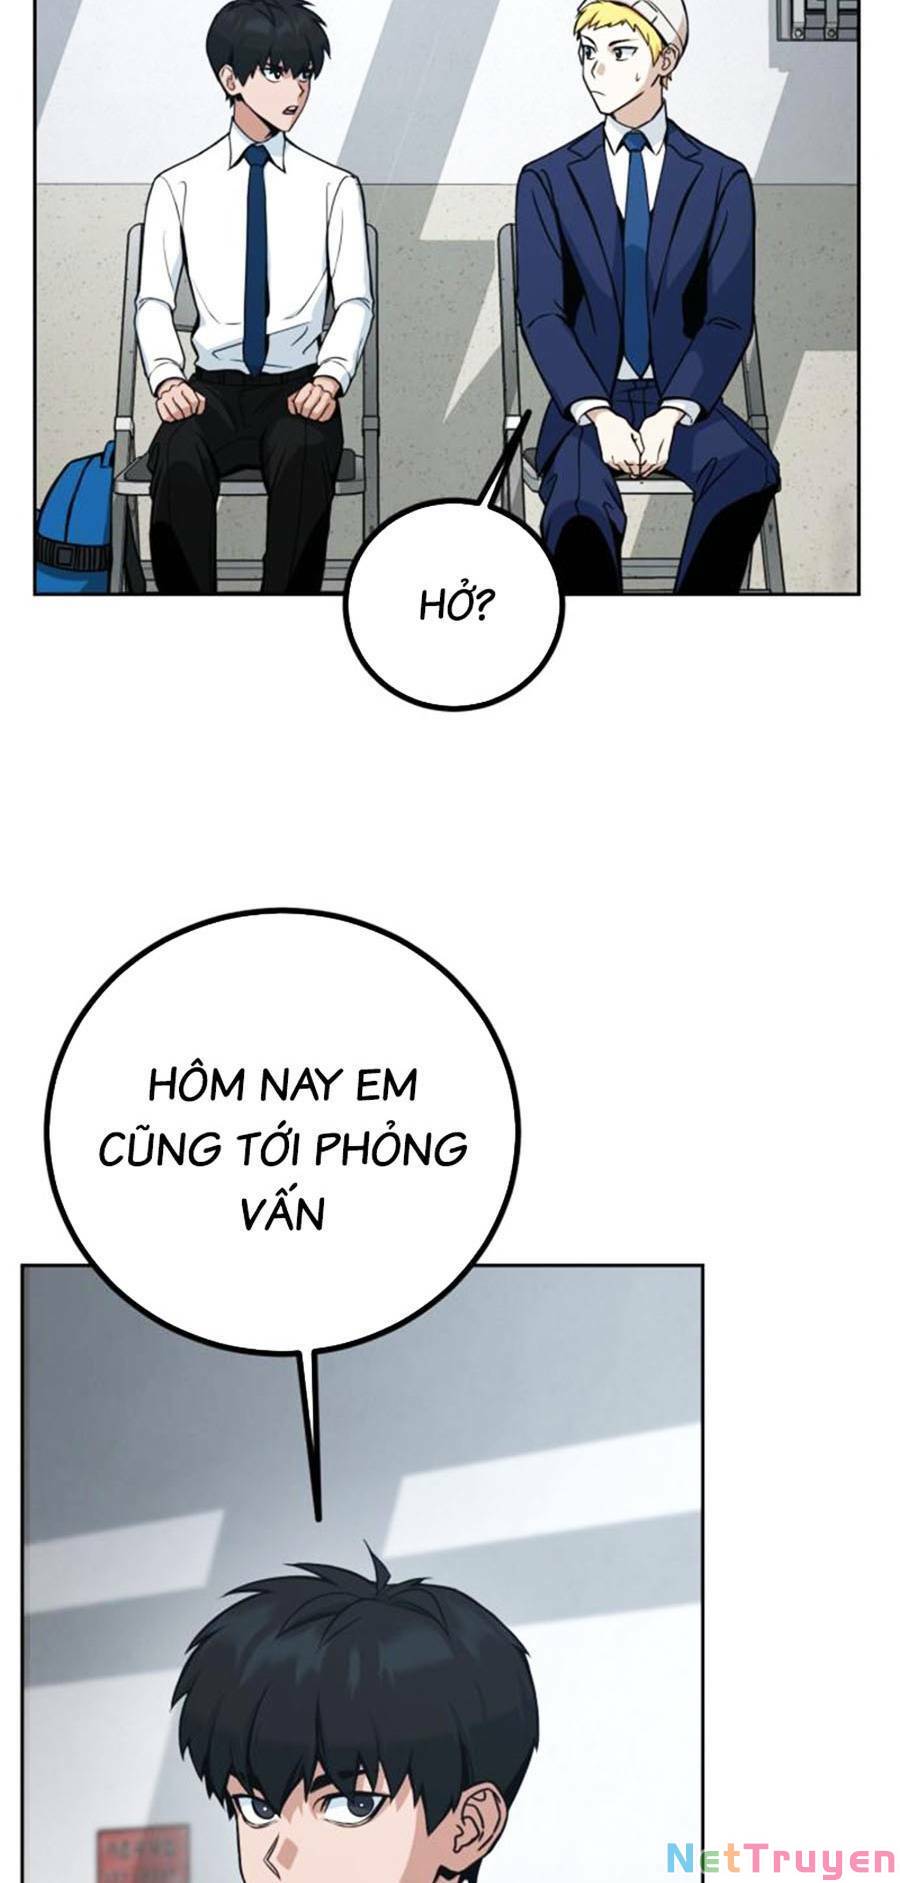 HỞ?
HÔM NAY EM
CŨNG TỚI PHỎNG
VẤN
NetTruyen